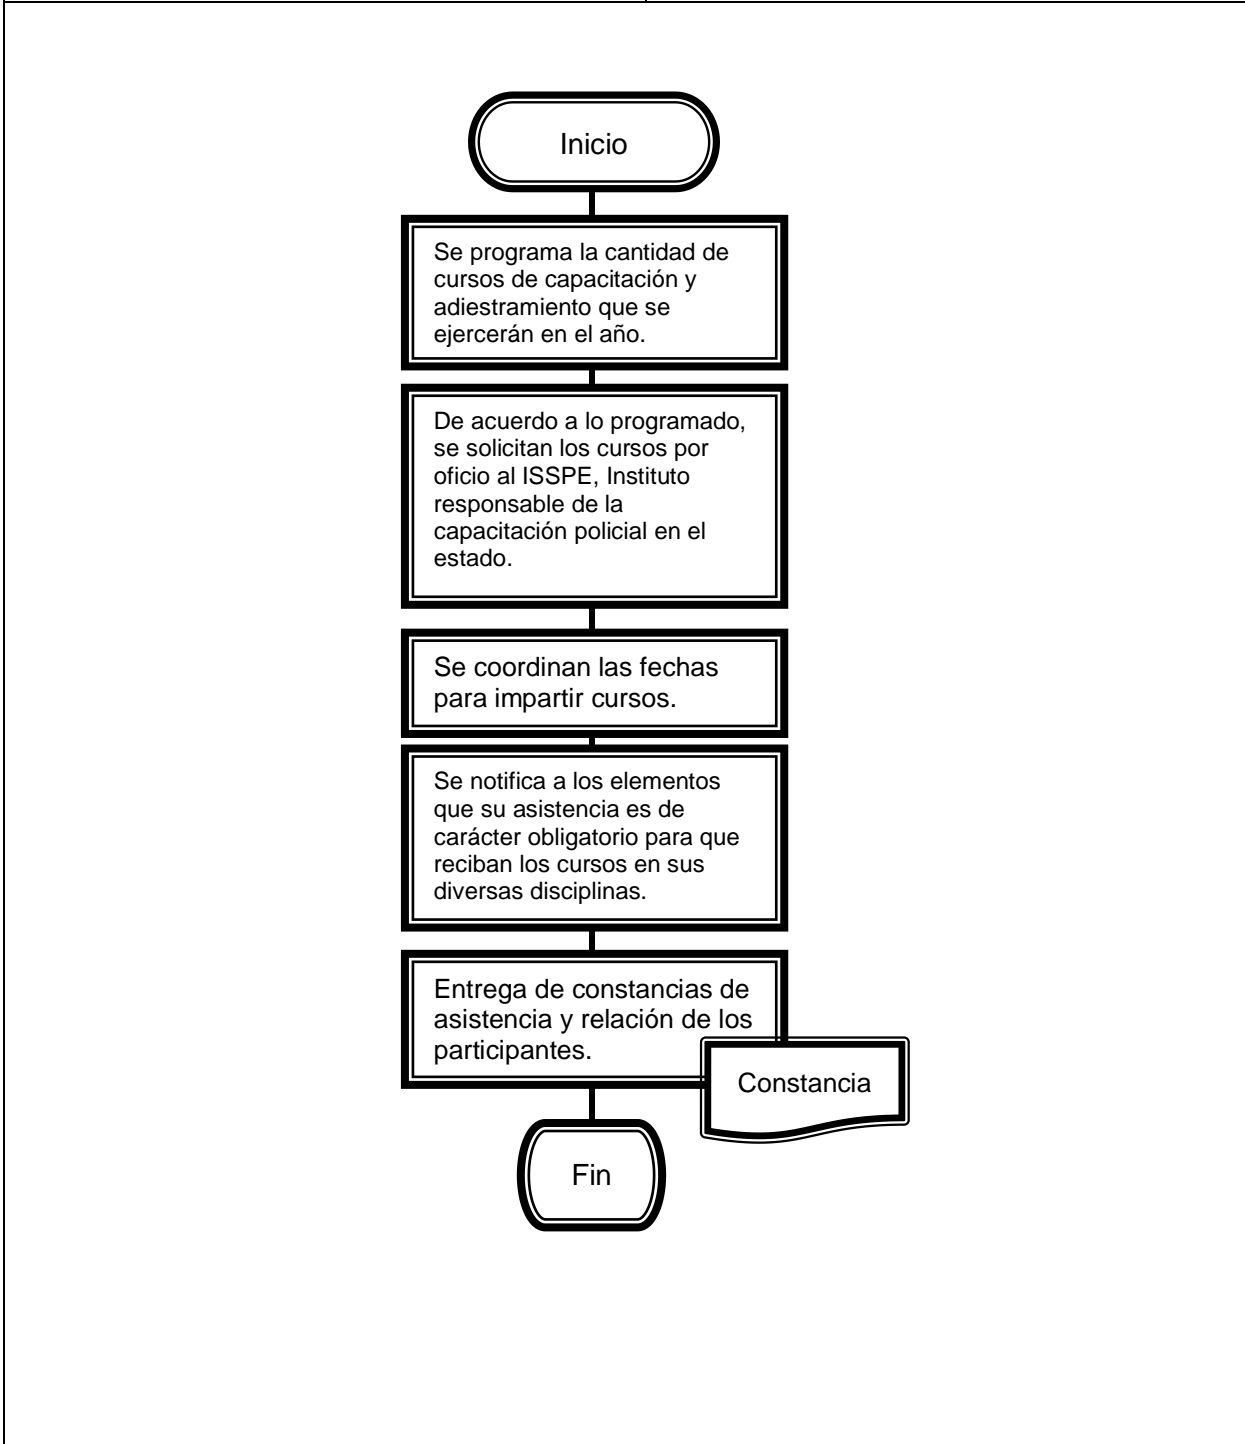 Inicio
Se programa la cantidad de
cursos de capacitación y
adiestramiento que se
ejercerán en el año.
De acuerdo a lo programado,
se solicitan los cursos por
oficio al ISSPE, Instituto
responsable de la
capacitación policial en el
estado.
Se coordinan las fechas
para impartir cursos.
Se notifica a los elementos
que su asistencia es de
carácter obligatorio para que
reciban los cursos en sus
diversas disciplinas.
Entrega de constancias de
asistencia y relación de los
participantes.
Constancia
Fin